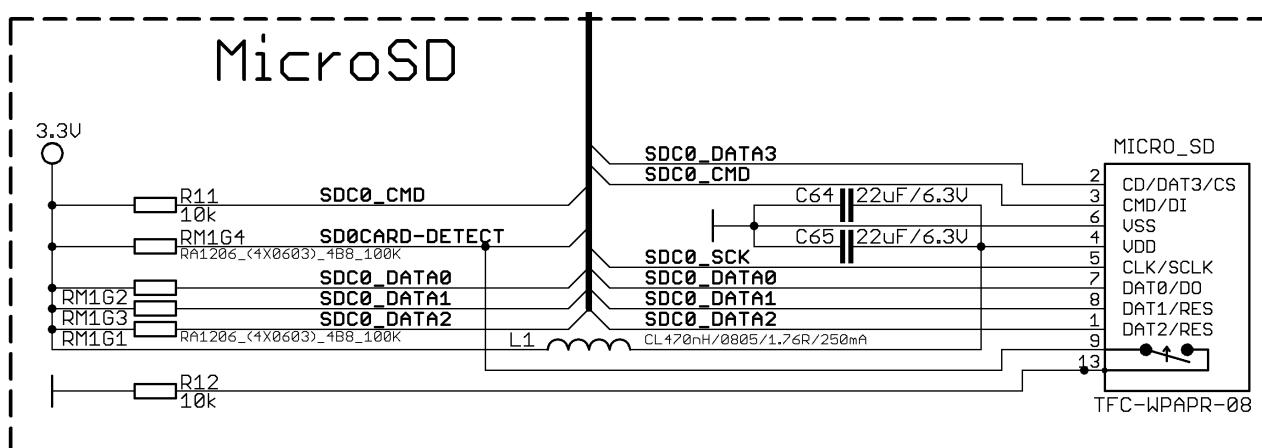 MicroSD
3.3V
R11
10k
SDC0_CMD
RM1G4
RA1206_(4X0603)_4B8_100K
SD0CARD-DETECT
SDC0_DATA0
RM1G2
SDC0_DATA1
RM1G3
SDC0_DATA2
RM1G1
RA1206_(4X0603)_4B8_100K
R12
10k
L1
CL470nH/0805/1.76R/250mA
SDC0_DATA3
SDC0_CMD
C64
22uF/6.3V
C65
22uF/6.3V
SDC0_SCK
SDC0_DATA0
SDC0_DATA1
SDC0_DATA2
MICRO_SD
2 CD/DAT3/CS
3 CMD/DI
6 VSS
4 VDD
5 CLK/SCLK
7 DAT0/DO
8 DAT1/RES
1 DAT2/RES
9
13
TFC-WPAPR-08